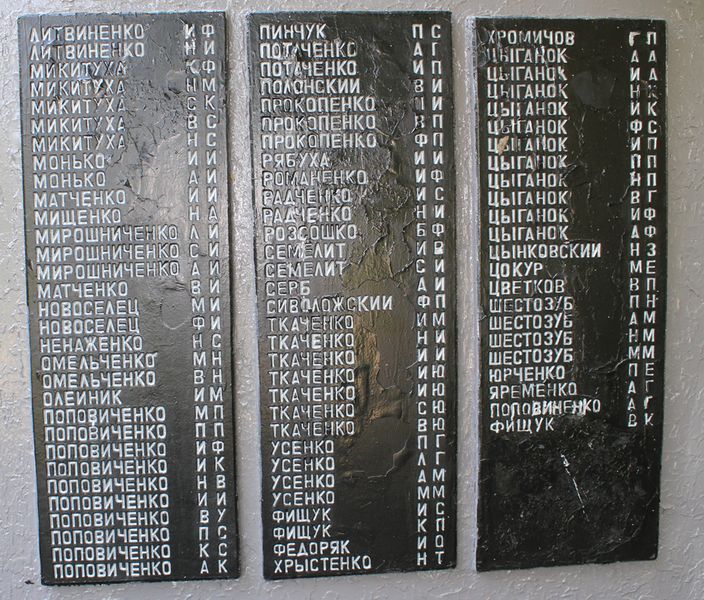 ЛИТВИНЕНКО И Ф
ЛИТВИНЕНКО Н И
МИКИТУХА К Ф
МИКИТУХА Н М
МИКИТУХА С К
МИКИТУХА В С
МИКИТУХА Н С
МОНЬКО И И
МОНЬКО А И
МАТЧЕНКО И И
МИЩЕНКО Н А
МИРОШНИЧЕНКО Л И
МИРОШНИЧЕНКО С И
МИРОШНИЧЕНКО А И
МАТЧЕНКО В И
НОВОСЕЛЕЦ М И
НОВОСЕЛЕЦ Ф И
НЕНАЖЕНКО Н С
ОМЕЛЬЧЕНКО М Н
ОМЕЛЬЧЕНКО В Н
ОЛЕИНИК И М
ПОПОВИЧЕНКО М П
ПОПОВИЧЕНКО П П
ПОПОВИЧЕНКО И Ф
ПОПОВИЧЕНКО И К
ПОПОВИЧЕНКО Н В
ПОПОВИЧЕНКО И И
ПОПОВИЧЕНКО В У
ПОПОВИЧЕНКО П С
ПОПОВИЧЕНКО К С
ПОПОВИЧЕНКО А К
ПИНЧУК П С
ПОТАЧЕНКО А Г
ПОТАЧЕНКО И П
ПОЛОНСКИЙ В И
ПРОКОПЕНКО И
ПРОКОПЕНКО В В
ПРОКОПЕНКО Ф П
РЯБУХА И И
РОМАНЕНКО И Ф
РАДЧЕНКО И С
РАДЧЕНКО Н И
РОЗСОШКО Б Ф
СЕМЕЛИТ И В
СЕМЕЛИТ С И
СЕРБ А И
СИВОЛОЖСКИЙ Ф П
ТКАЧЕНКО И М
ТКАЧЕНКО Н И
ТКАЧЕНКО И И
ТКАЧЕНКО И Ю
ТКАЧЕНКО И Ю
ТКАЧЕНКО С Ю
ТКАЧЕНКО В Ю
УСЕНКО П Г
УСЕНКО Л Г
УСЕНКО А М
УСЕНКО М М
ФИЩУК И С
ФИЩУК К П
ФЕДОРЯК И О
ХРЫСТЕНКО Н Т
ХРОМИЧОВ Г П
ЦЫГАНОК А А
ЦЫГАНОК И А
ЦЫГАНОК Н К
ЦЫГАНОК И К
ЦЫГАНОК Ф С
ЦЫГАНОК И П
ЦЫГАНОК П П
ЦЫГАНОК Н П
ЦЫГАНОК В Г
ЦЫГАНОК И Ф
ЦЫГАНОК А Ф
ЦЫНКОВСКИЙ Н З
ЦОКУР М Е
ЦВЕТКОВ В П
ШЕСТОЗУБ П Н
ШЕСТОЗУБ А М
ШЕСТОЗУБ Н М
ШЕСТОЗУБ М М
ЮРЧЕНКО П Е
ЯРЕМЕНКО А Г
ПОЛОВИНЕНКО А Г
ФИЩУК В К